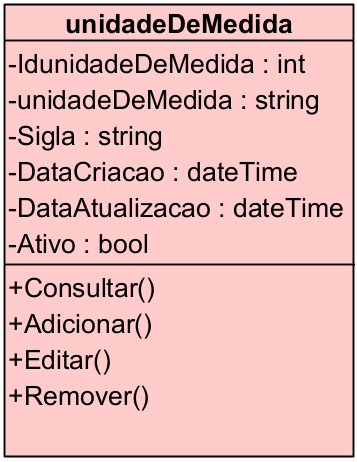 unidadeDeMedida
-IdunidadeDeMedida : int
-unidadeDeMedida : string
-Sigla : string
-DataCriacao : dateTime
-DataAtualizacao : dateTime
-Ativo : bool
+Consultar()
+Adicionar()
+Editar()
+Remover()